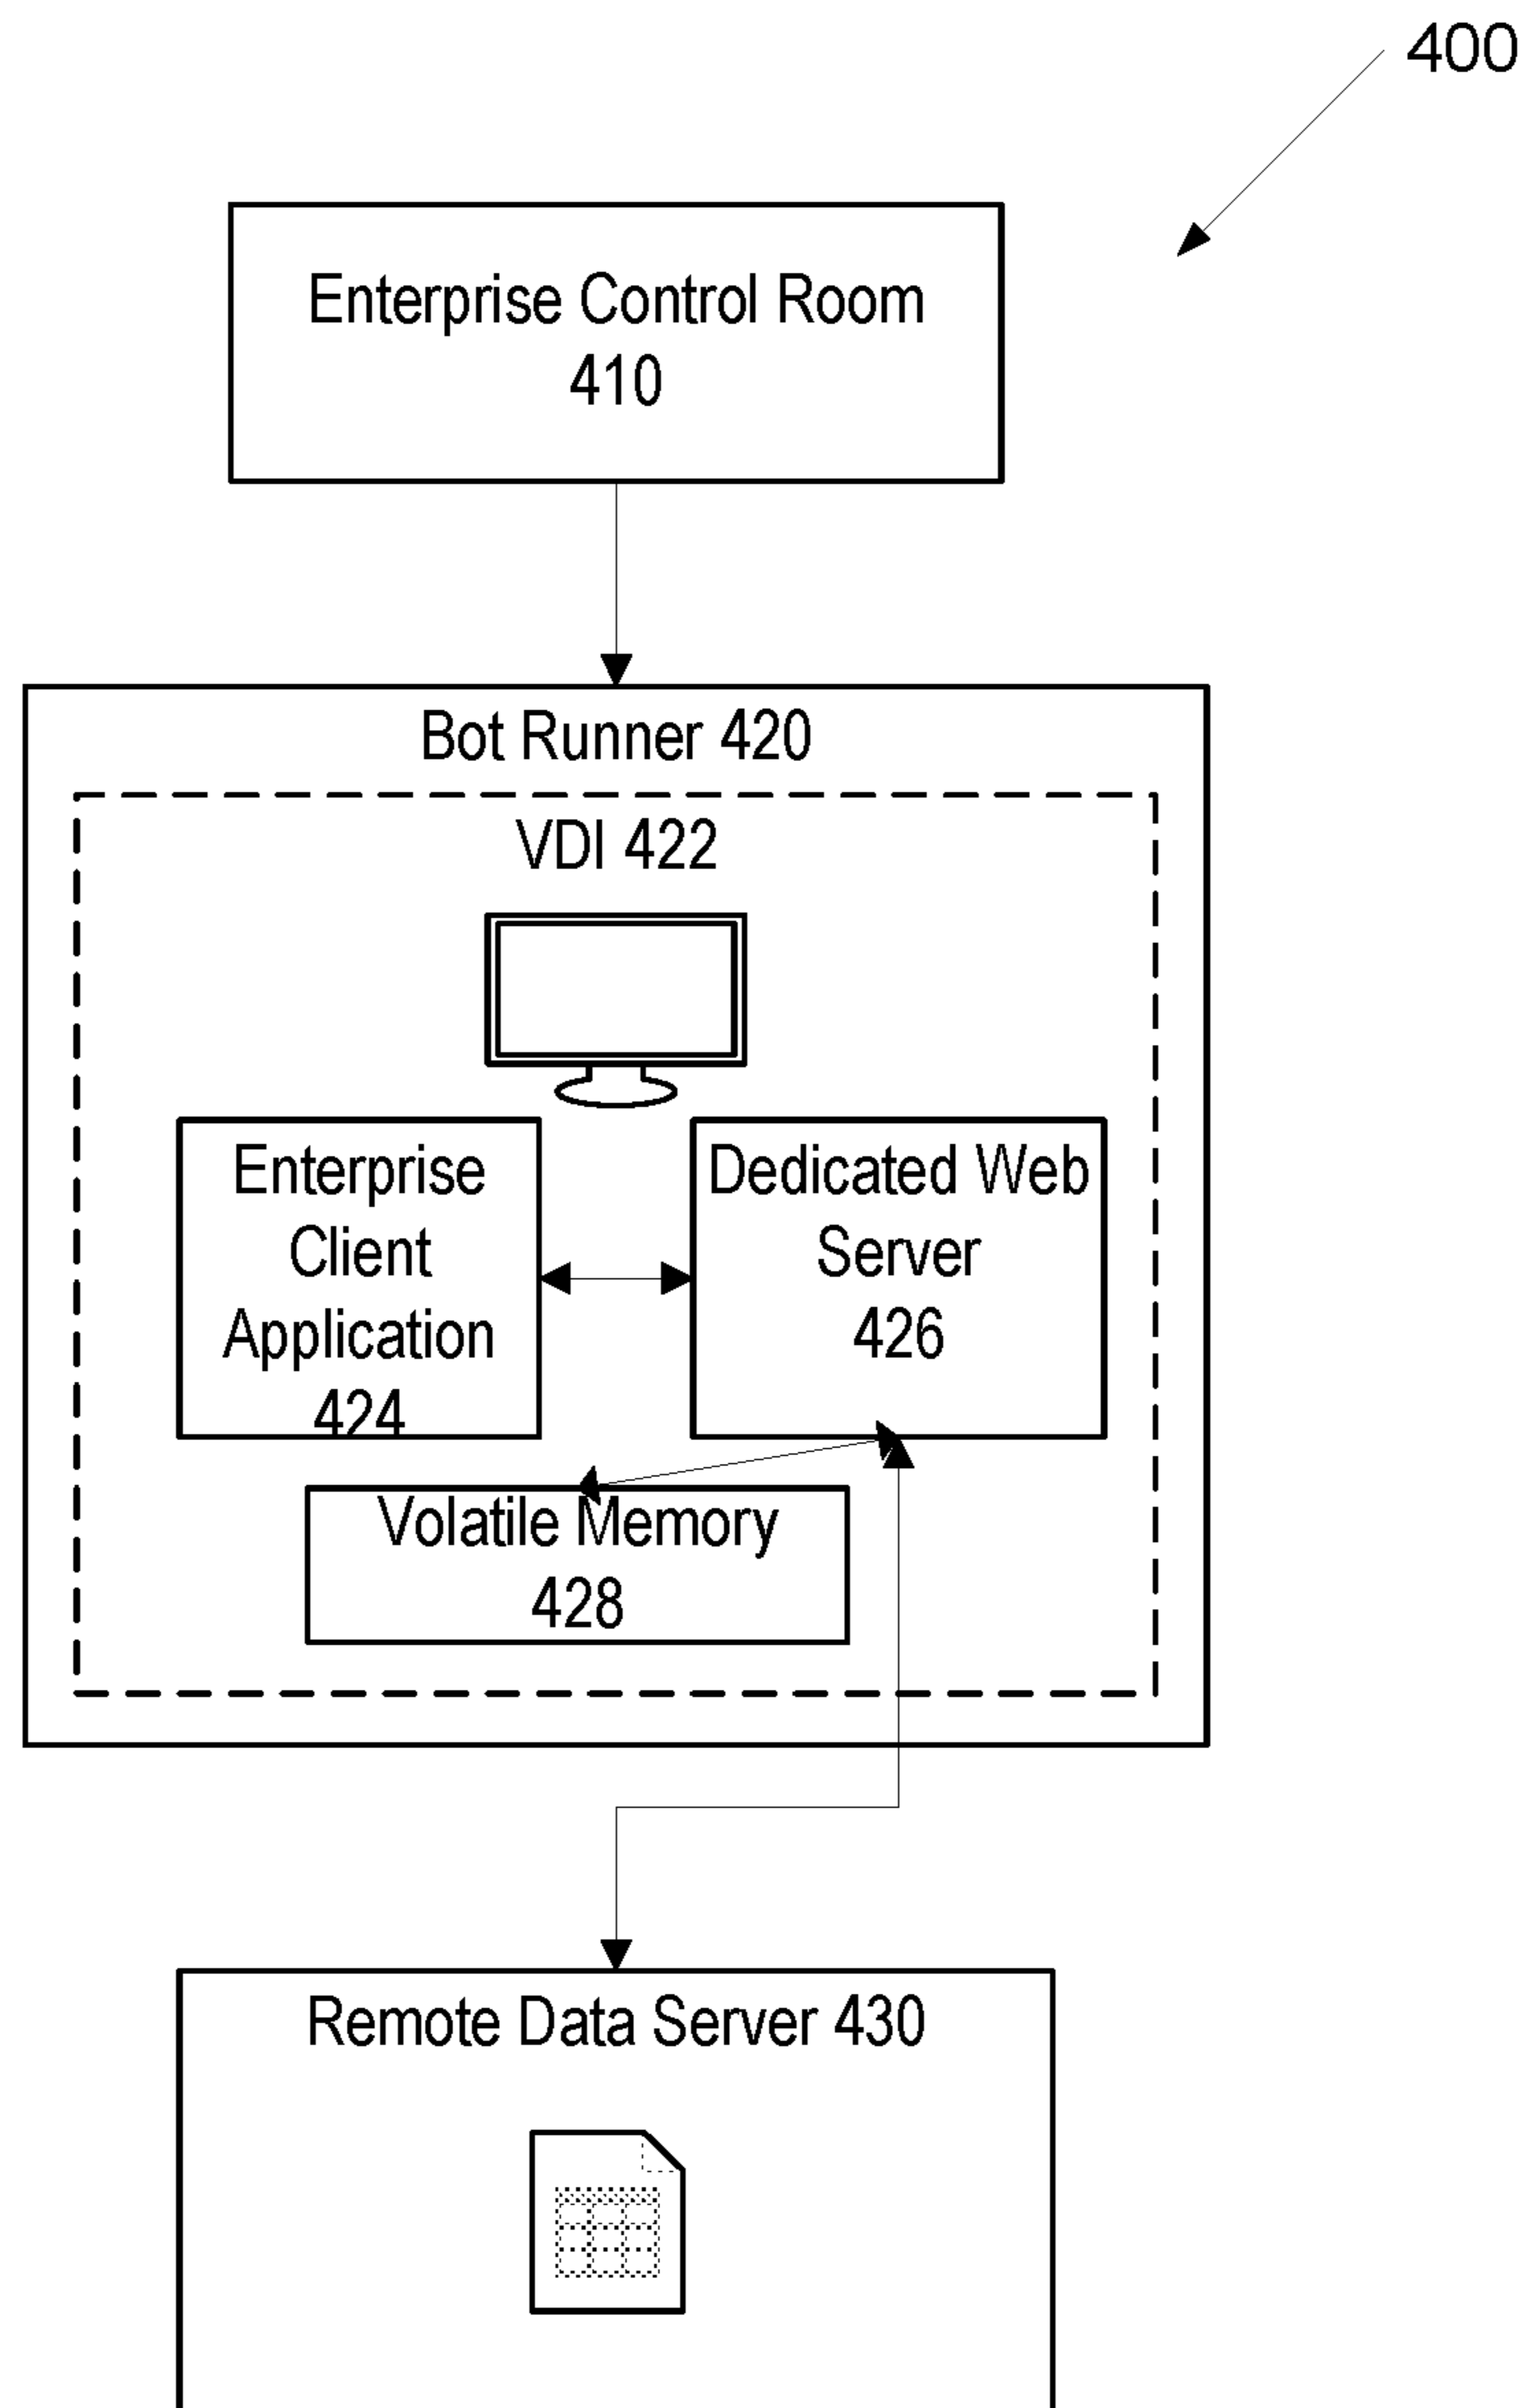 400
Enterprise Control Room
410
Bot Runner 420
VDI 422
Enterprise
Client
Application
424
Dedicated Web
Server
426
Volatile Memory
428
Remote Data Server 430